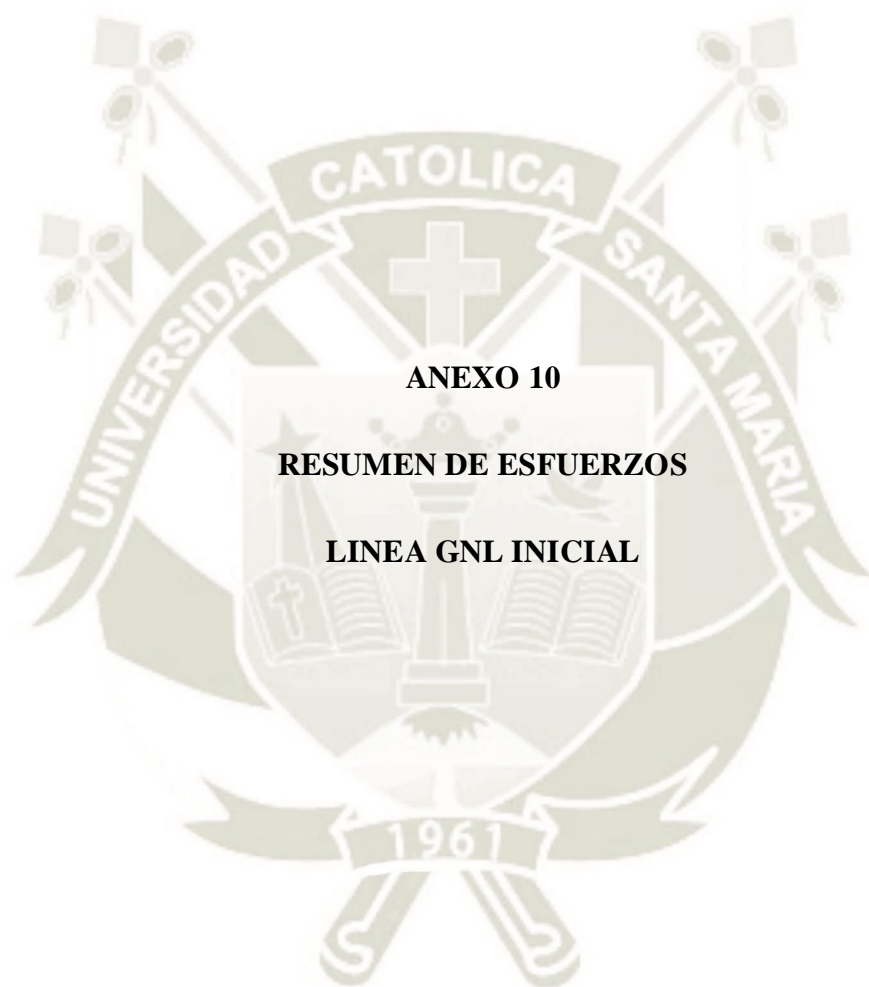 UNIVERSIDAD CATOLICA SANTA MARIA
ANEXO 10
RESUMEN DE ESFUERZOS
LINEA GNL INICIAL
1961